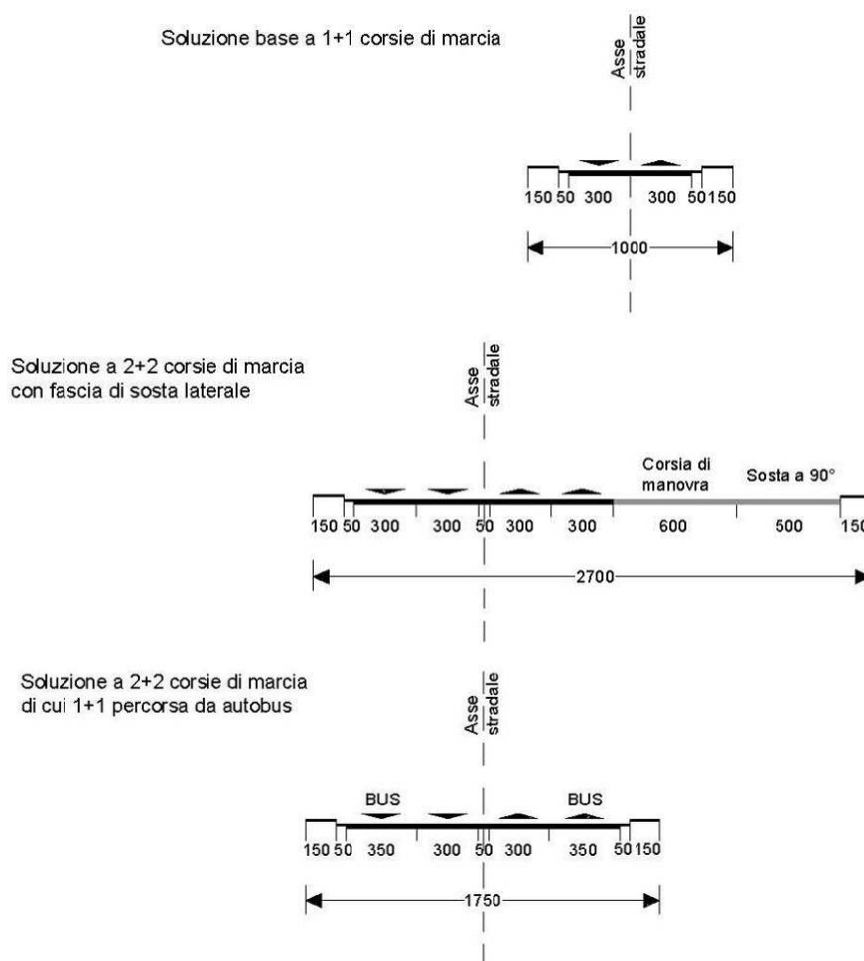 Soluzione base a 1+1 corsie di marcia
Asse
stradale
150 50 300 300 50 150
1000
Soluzione a 2+2 corsie di marcia
con fascia di sosta laterale
Asse
stradale
Corsia di
manovra
Sosta a 90°
150 50 300 300 50 300 300 600 500 150
2700
Soluzione a 2+2 corsie di marcia
di cui 1+1 percorsa da autobus
Asse
stradale
BUS BUS
150 50 350 300 50 300 350 50 150
1750